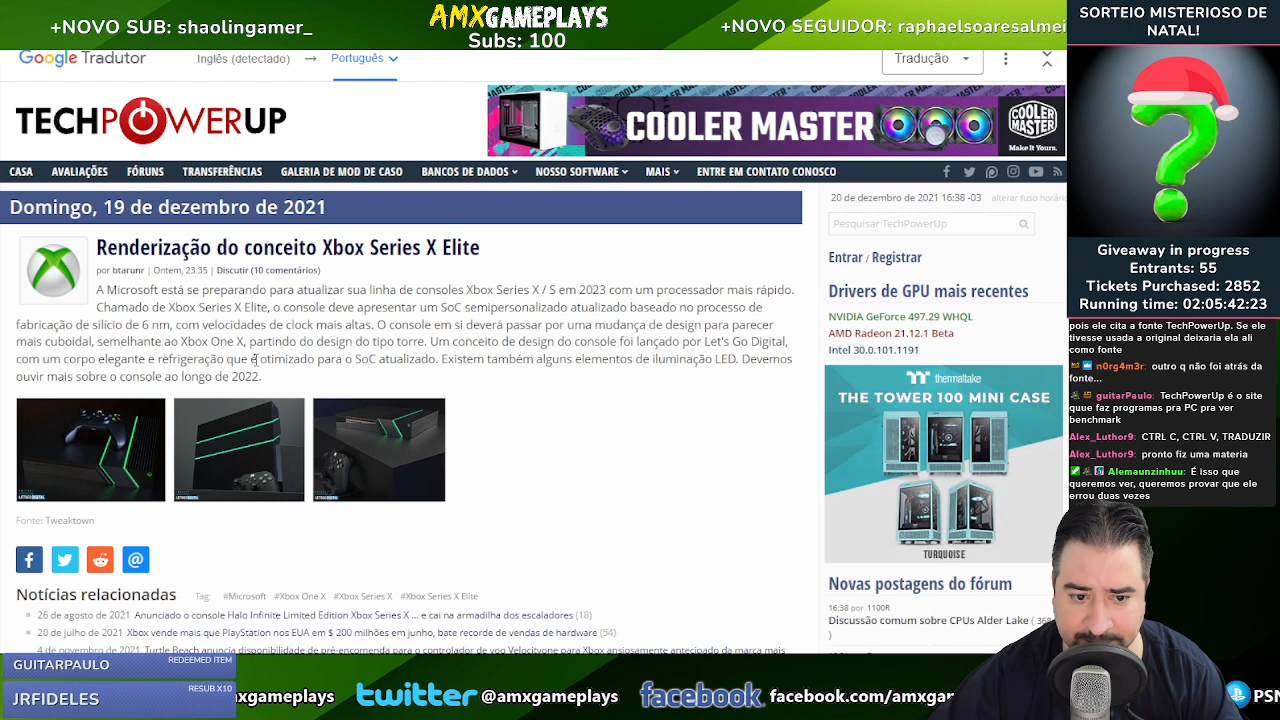 +NOVO SUB: shaolingamer_
AMXGAMEPLAYS
Subs: 100
+NOVO SEGUIDOR: raphaelsoaresalmei
SORTEIO MISTERIOSO DE
NATAL!
Google Tradutor
Inglês (detectado) → Português
Tradução
TECHPOWERUP
COOLER MASTER
COOLER
MASTER
Make It Yours.
CASA AVALIAÇÕES FÓRUNS TRANSFERÊNCIAS GALERIA DE MOD DE CASO BANCOS DE DADOS NOSSO SOFTWARE MAIS ENTRE EM CONTATO CONOSCO
Domingo, 19 de dezembro de 2021
Renderização do conceito Xbox Series X Elite
por btarunr | Ontem, 23:35 | Discutir (10 comentários)
A Microsoft está se preparando para atualizar sua linha de consoles Xbox Series X / S em 2023 com um processador mais rápido.
Chamado de Xbox Series X Elite, o console deve apresentar um SoC semipersonalizado atualizado baseado no processo de
fabricação de silício de 6 nm, com velocidades de clock mais altas. O console em si deverá passar por uma mudança de design para parecer
mais cuboidal, semelhante ao Xbox One X, partindo do design do tipo torre. Um conceito de design do console foi lançado por Let's Go Digital,
com um corpo elegante e refrigeração que é otimizado para o SoC atualizado. Existem também alguns elementos de iluminação LED. Devemos
ouvir mais sobre o console ao longo de 2022.
Fonte: Tweaktown
Notícias relacionadas
Tag: #Microsoft #Xbox One X #Xbox Series X #Xbox Series X Elite
26 de agosto de 2021 Anunciado o console Halo Infinite Limited Edition Xbox Series X ... e cai na armadilha dos escaladores (18)
20 de julho de 2021 Xbox vende mais que PlayStation nos EUA em $ 200 milhões em junho, bate recorde de vendas de hardware (54)
4 de novembro de 2021 Turtle Beach anuncia disponibilidade de pré-encomenda para o controlador de voo Velocityone para Xbox ansiosamente antecipado da marca mais
20 de dezembro de 2021 16:38 -03 alterar fuso horário
Pesquisar TechPowerUp
Entrar / Registrar
Drivers de GPU mais recentes
NVIDIA GeForce 497.29 WHQL
AMD Radeon 21.12.1 Beta
Intel 30.0.101.1191
thermaltake
THE TOWER 100 MINI CASE
TURQUOISE
Novas postagens do fórum
16:38 por 1100R
Discussão comum sobre CPUs Alder Lake ( 368
)
Giveaway in progress
Entrants: 55
Tickets Purchased: 2852
Running time: 02:05:42:23
pois ele cita a fonte TechPowerUp. Se ele
tivesse usada a original deixaria ela ali
como fonte
n0rg4m3r: outro q não foi atrás da
fonte...
guitarPaulo: TechPowerUp é o site
quue faz programas pra PC pra ver
benchmark
Alex_Luthor9: CTRL C, CTRL V, TRADUZIR
Alex_Luthor9: pronto fiz uma materia
Alemaunzinhuu: É isso que
queremos ver, queremos provar que ele
errou duas vezes
GUITARPAULO REDEEMED ITEM
JRFIDELES RESUB X10
amxgameplays
twitter @amxgameplays
facebook facebook.com/amxgam
PSN